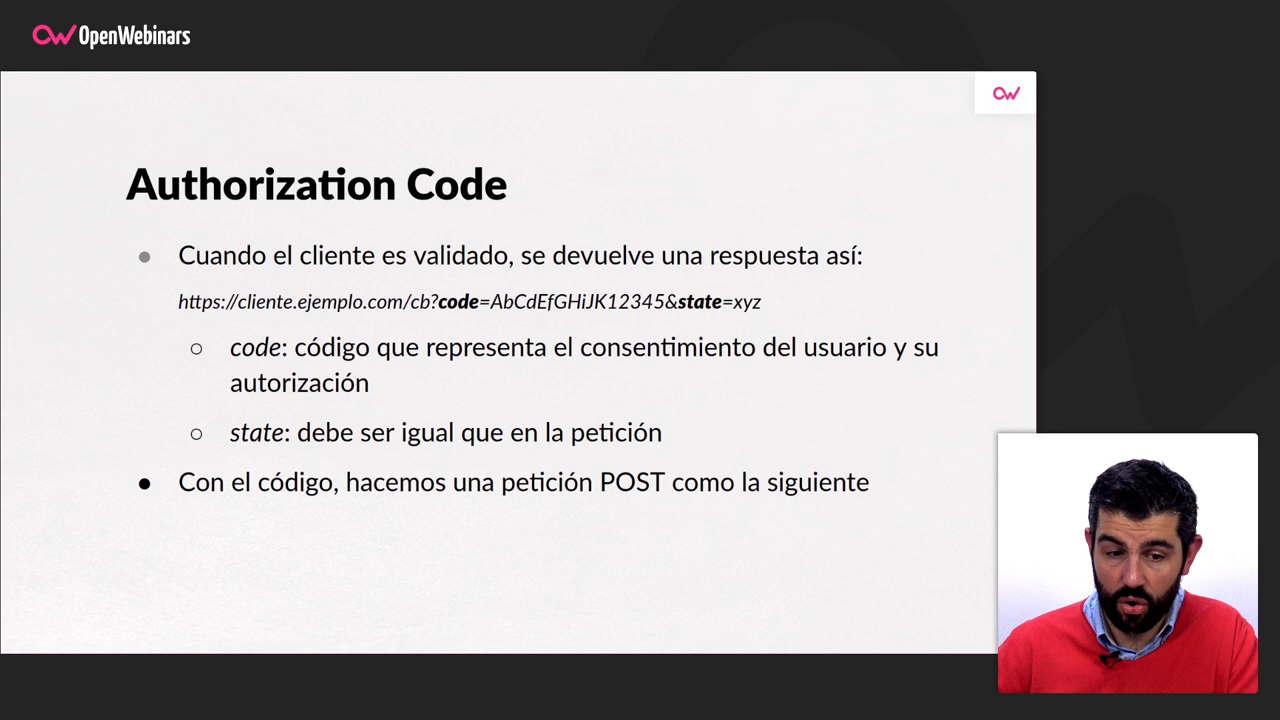 OpenWebinars
Authorization Code
Cuando el cliente es validado, se devuelve una respuesta así:
https://cliente.ejemplo.com/cb?code=AbCdEfGHiJK12345&state=xyz
code: código que representa el consentimiento del usuario y su
autorización
state: debe ser igual que en la petición
Con el código, hacemos una petición POST como la siguiente